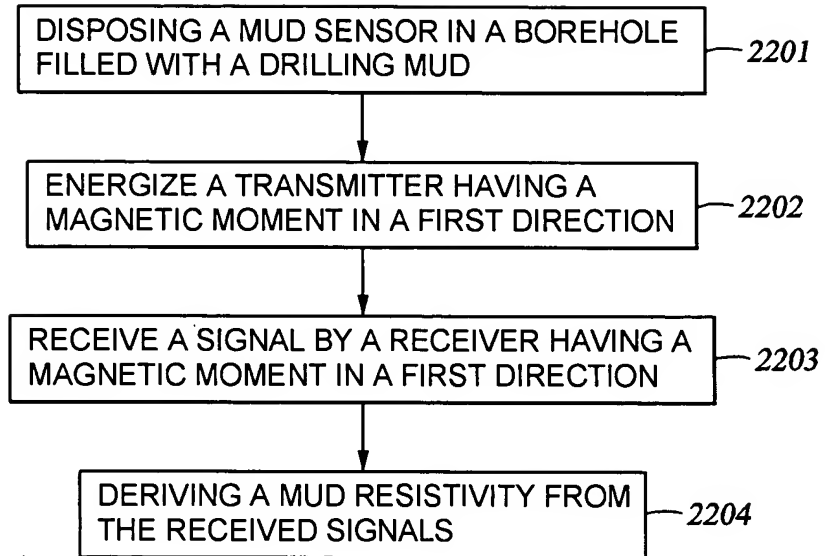 DISPOSING A MUD SENSOR IN A BOREHOLE
FILLED WITH A DRILLING MUD
2201
ENERGIZE A TRANSMITTER HAVING A
MAGNETIC MOMENT IN A FIRST DIRECTION
2202
RECEIVE A SIGNAL BY A RECEIVER HAVING A
MAGNETIC MOMENT IN A FIRST DIRECTION
2203
DERIVING A MUD RESISTIVITY FROM
THE RECEIVED SIGNALS
2204